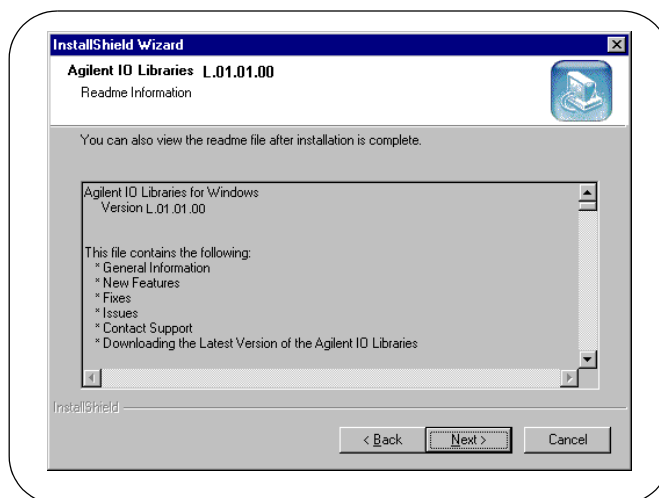 InstallShield Wizard
Agilent IO Libraries L.01.01.00
Readme Information
You can also view the readme file after installation is complete.
Agilent IO Libraries for Windows
Version L.01.01.00
This file contains the following:
* General Information
* New Features
* Fixes
* Issues
* Contact Support
* Downloading the Latest Version of the Agilent IO Libraries
InstallShield
< Back
Next >
Cancel